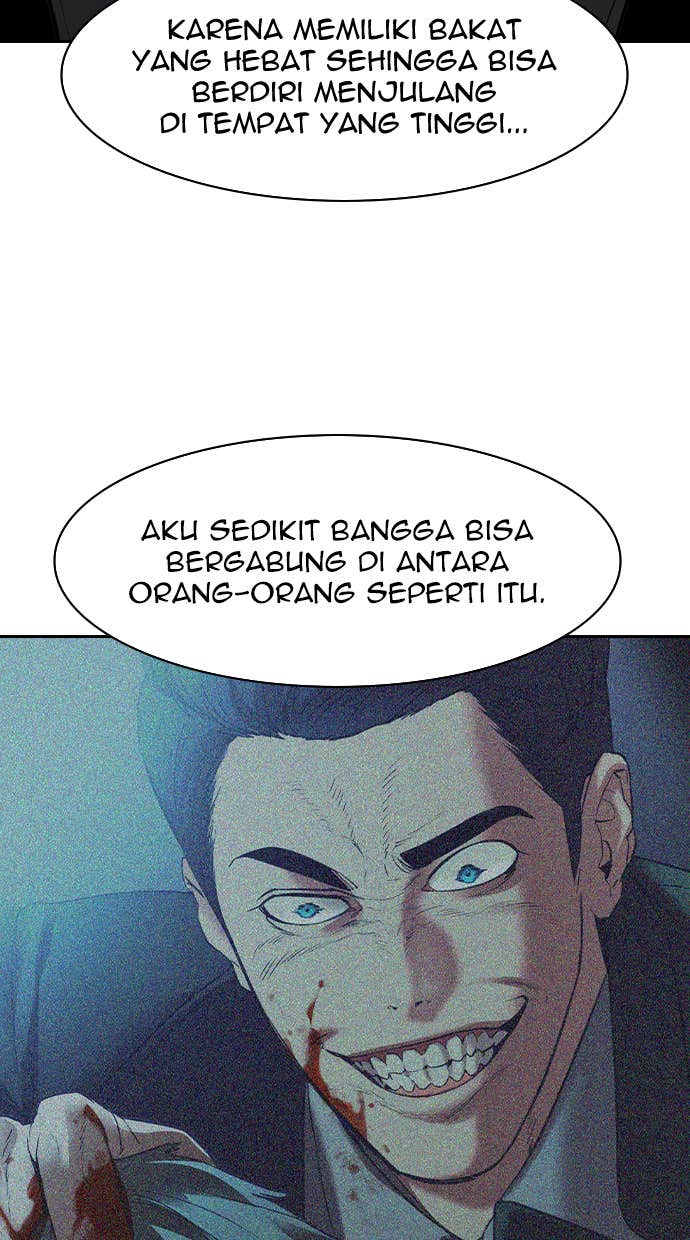 KARENA MEMILIKI BAKAT
YANG HEBAT SEHINGGA BISA
BERDIRI MENJULANG
DI TEMPAT YANG TINGGI...
AKU SEDIKIT BANGGA BISA
BERGABUNG DI ANTARA
ORANG-ORANG SEPERTI ITU.